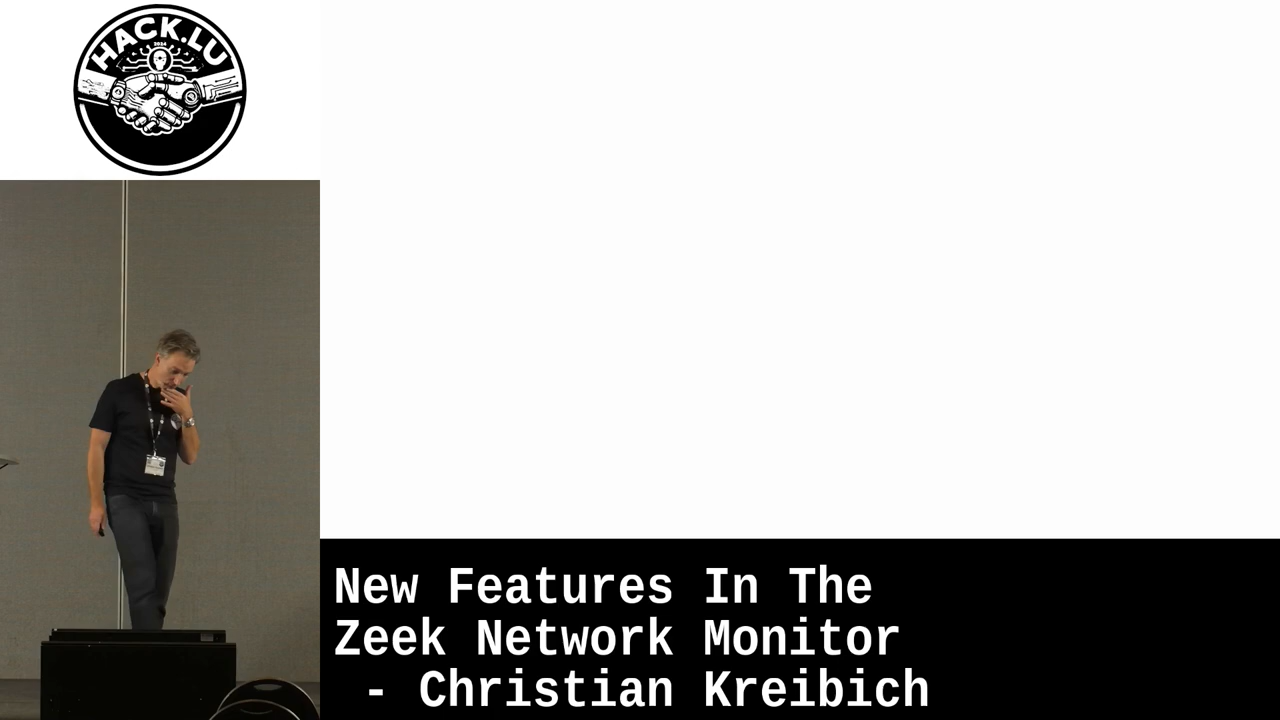 HACK.LU
2024
New Features In The
Zeek Network Monitor
- Christian Kreibich